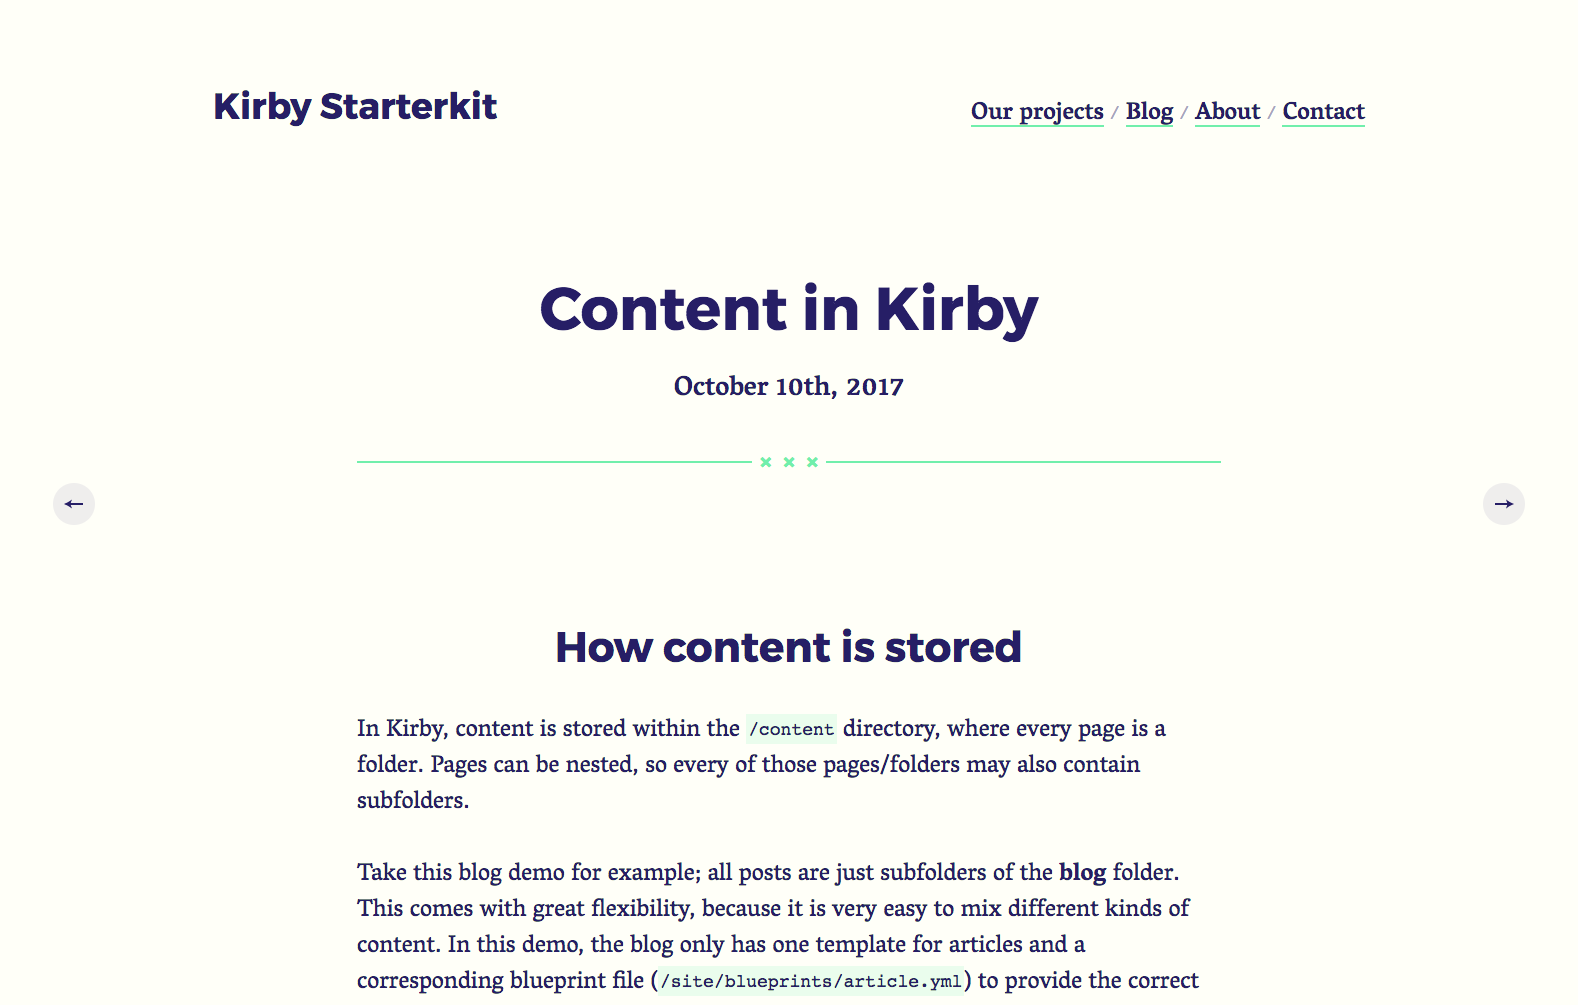 Kirby Starterkit
Our projects / Blog / About / Contact
Content in Kirby
October 10th, 2017
← →
How content is stored
In Kirby, content is stored within the /content directory, where every page is a
folder. Pages can be nested, so every of those pages/folders may also contain
subfolders.
Take this blog demo for example; all posts are just subfolders of the blog folder.
This comes with great flexibility, because it is very easy to mix different kinds of
content. In this demo, the blog only has one template for articles and a
corresponding blueprint file (/site/blueprints/article.yml) to provide the correct